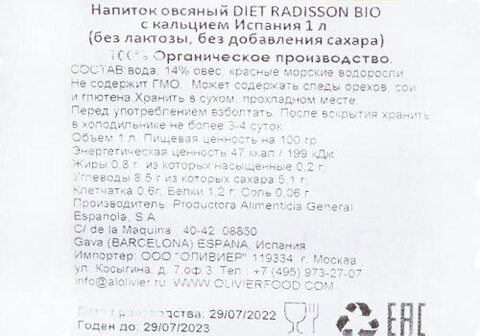 Напиток овсяный DIET RADISSON BIO
с кальцием Испания 1 л
(без лактозы, без добавления сахара)
100% Органическое производство.
СОСТАВ:вода, 14% овес, красные морские водоросли
Не содержит ГМО. Может содержать следы орехов, сои
и глютена.Хранить в сухом, прохладном месте.
Перед употреблением взболтать. После вскрытия хранить
в холодильнике не более 3-4 суток.
Объем 1 л. Пищевая ценность на 100 гр.
Энергетическая ценность 47 ккал / 199 кДж
Жиры 0,8 г. из которых насыщенных 0,2 г.
Углеводы 8.5 г из которых сахара 5,1 г.
Клетчатка 0,6г, Белки 1,2 г; Соль 0,06 г.
Производитель: Productora Alimenticia General
Espanola, S.A.
C/ de la Maquina , 40-42 08850
Gava (BARCELONA) ESPANA, Испания
Импортер: ООО "ОЛИВИЕР" 119334 г. Москва
ул. Косыгина, д.7,оф.3. Тел.: +7 (495) 973-27-07
info@alolivier.ru WWW.OLIVIERFOOD.COM
Дата производства: 29/07/2022
Годен до: 29/07/2023
EAC